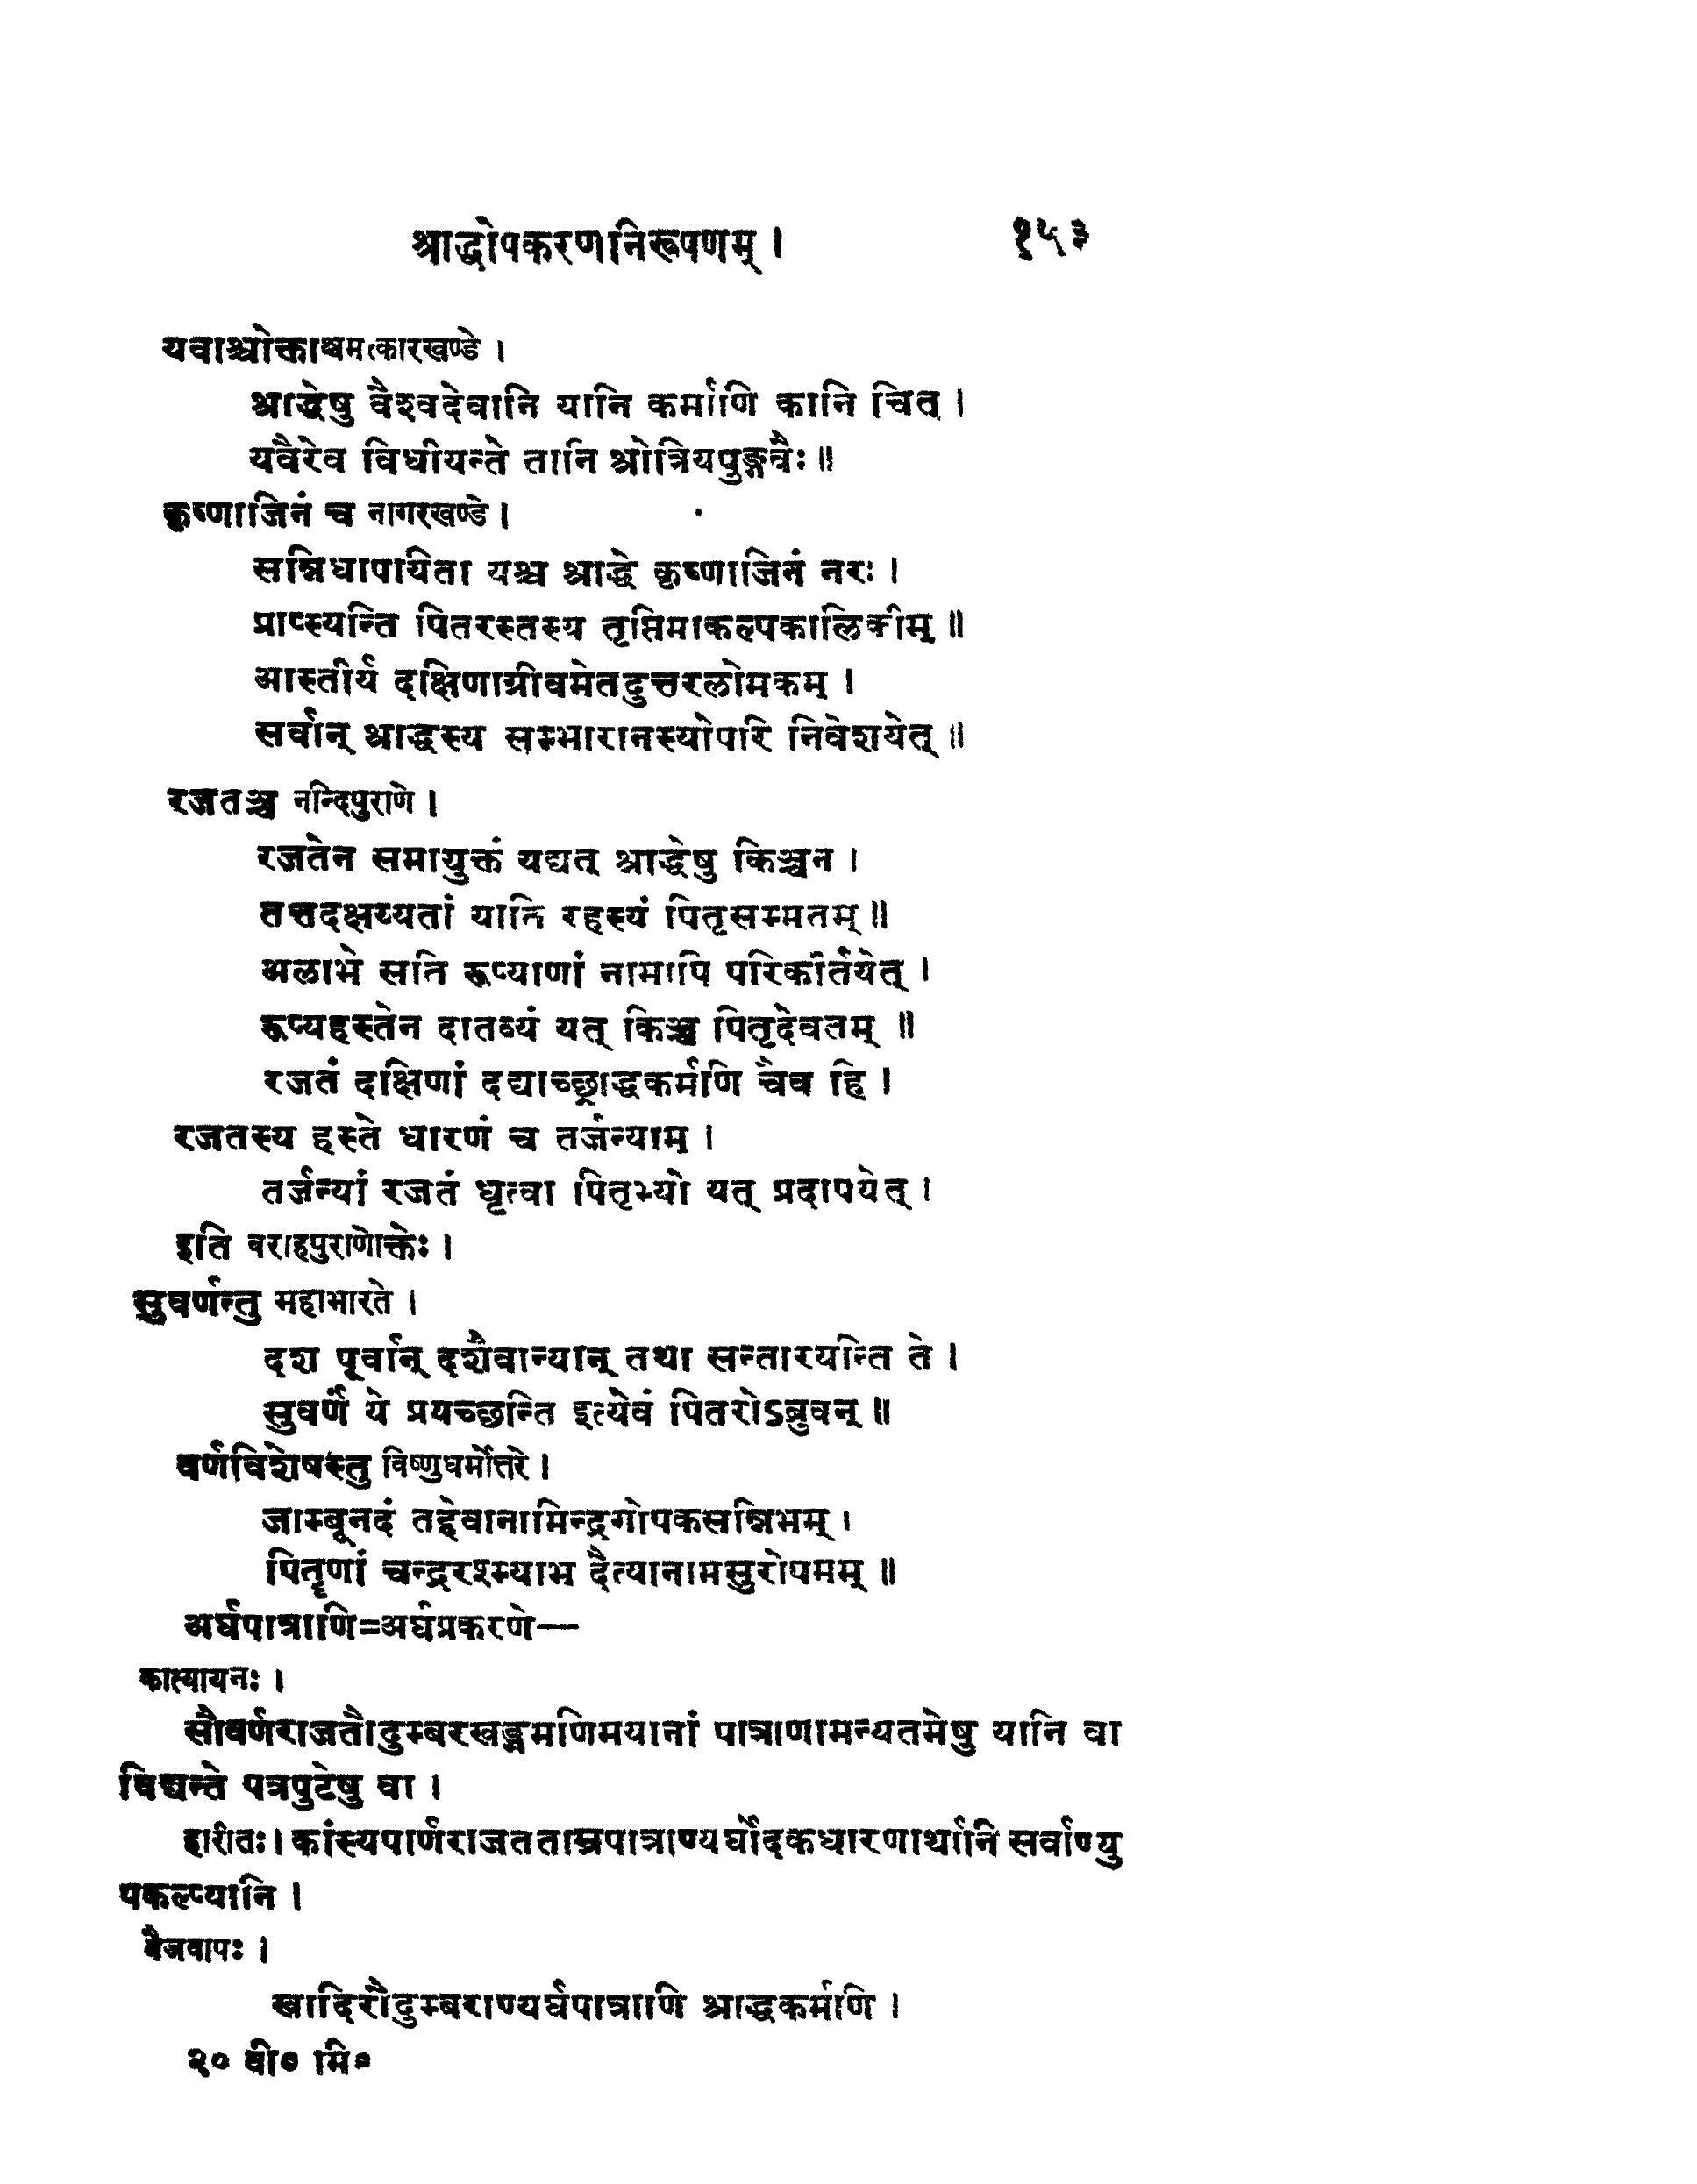 श्राद्धोपकरणनिरूपणम् । १५३
यवाश्चोक्ताश्चमत्कारखण्डे ।
श्राद्धेषु वैश्वदेवानि यानि कर्माणि कानि चित् ।
यवैरेव विधीयन्ते तानि श्रोत्रियपुङ्गवैः ॥
कृष्णाजिनं च नागरखण्डे ।
सन्निधापयिता यश्च श्राद्धे कृष्णाजिनं नरः ।
प्राप्स्यन्ति पितरस्तस्य तृप्तिमाकल्पकालिकीम् ॥
आस्तीर्य दक्षिणाग्रीवमेतदुत्तरलोमकम् ।
सर्वान् श्राद्धस्य सम्भारानस्योपरि निवेशयेत् ॥
रजतञ्च नन्दिपुराणे ।
रजतेन समायुक्तं यद्यत् श्राद्धेषु किञ्चन ।
तत्तदक्षय्यतां याति रहस्यं पितृसम्मतम् ॥
अलाभे सति रूप्याणां नामापि परिकीर्तयेत् ।
रूप्यहस्तेन दातव्यं यत् किञ्च पितृदेवतम् ॥
रजतं दक्षिणां दद्याच्छ्राद्धकर्मणि चैव हि ।
रजतस्य हस्ते धारणं च तर्जन्याम् ।
तर्जन्यां रजतं धृत्वा पितृभ्यो यत् प्रदापयेत् ।
इति वराहपुराणोक्तेः ।
सुवर्णन्तु महाभारते ।
दश पूर्वान् दशैवान्यान् तथा सन्तारयन्ति ते ।
सुवर्णं ये प्रयच्छन्ति इत्येवं पितरोऽब्रुवन् ॥
वर्णविशेषस्तु विष्णुधर्मोत्तरे ।
जाम्बूनदं तद्देवानामिन्द्रगोपकसन्निभम् ।
पितॄणां चन्द्ररश्म्याभ दैत्यानामसुरोपमम् ॥
अर्घपात्राणि=अर्घप्रकरणे—
कात्यायनः ।
सौवर्णराजतौदुम्बरखड्गमणिमयानां पात्राणामन्यतमेषु यानि वा
विद्यन्ते पत्रपुटेषु वा ।
हारीतः । कांस्यपार्णराजतताम्रपात्राण्यर्घोदकधारणार्थानि सर्वाण्यु
पकल्प्यानि ।
बैजवापः ।
खादिरौदुम्बराण्यर्घपात्राणि श्राद्धकर्मणि ।
२० वी० मि०